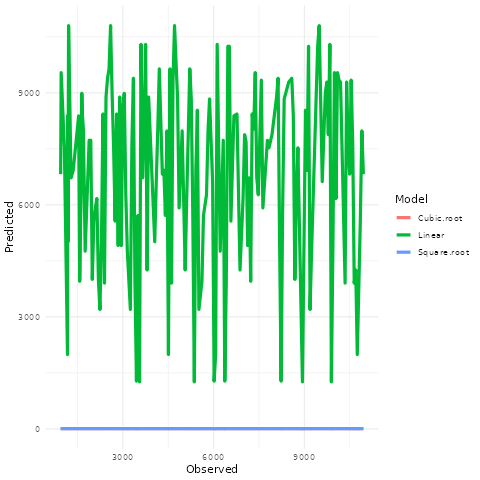 9000
6000
3000
0
3000
6000
9000
Observed
Predicted
Model
Cubic.root
Linear
Square.root